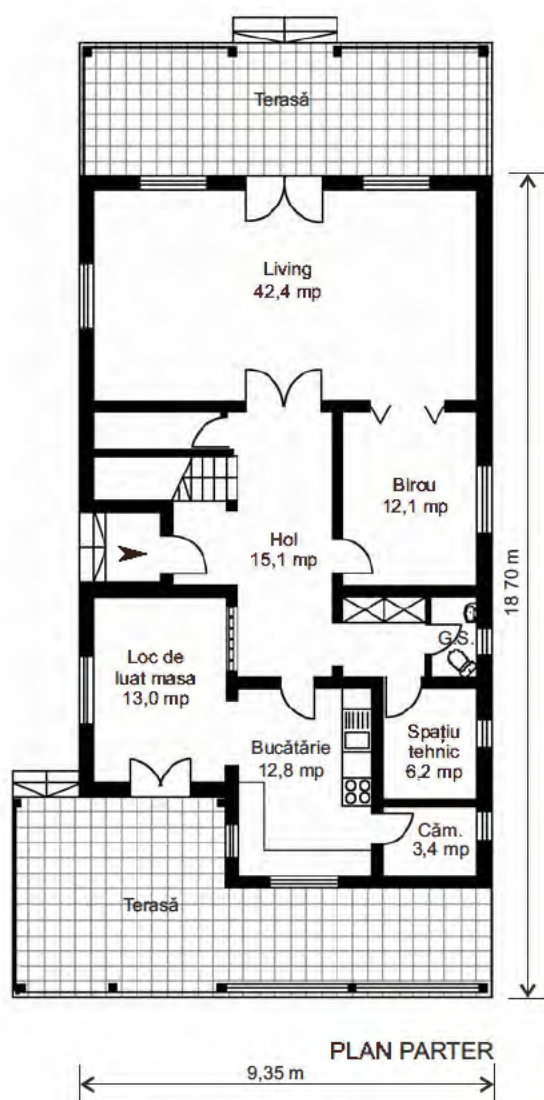 Terasă
Living
42,4 mp
Birou
12,1 mp
Hol
15,1 mp
18 70 m
G.S.
Loc de
luat masa
13,0 mp
Bucătărie
12,8 mp
Spațiu
tehnic
6,2 mp
Căm.
3,4 mp
Terasă
PLAN PARTER
9,35 m